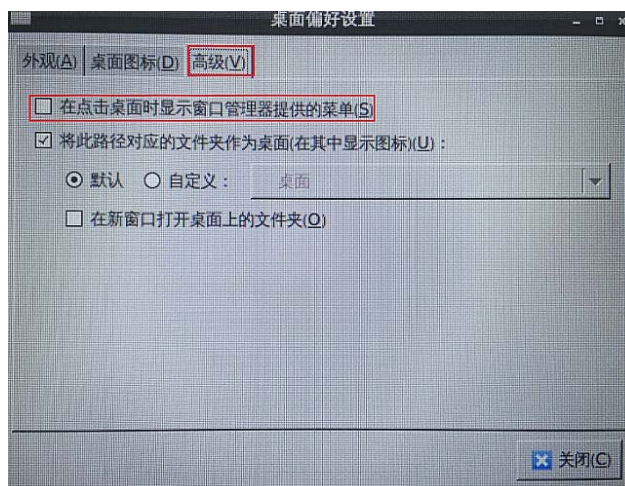 桌面偏好设置
外观(A) 桌面图标(D) 高级(V)
在点击桌面时显示窗口管理器提供的菜单(S)
将此路径对应的文件夹作为桌面(在其中显示图标)(U)：
默认 自定义： 桌面
在新窗口打开桌面上的文件夹(O)
关闭(C)